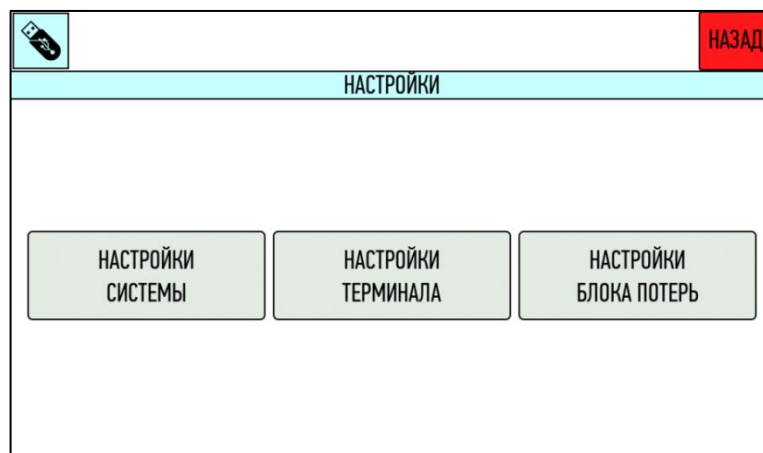 НАЗАД
НАСТРОЙКИ
НАСТРОЙКИ
СИСТЕМЫ
НАСТРОЙКИ
ТЕРМИНАЛА
НАСТРОЙКИ
БЛОКА ПОТЕРЬ